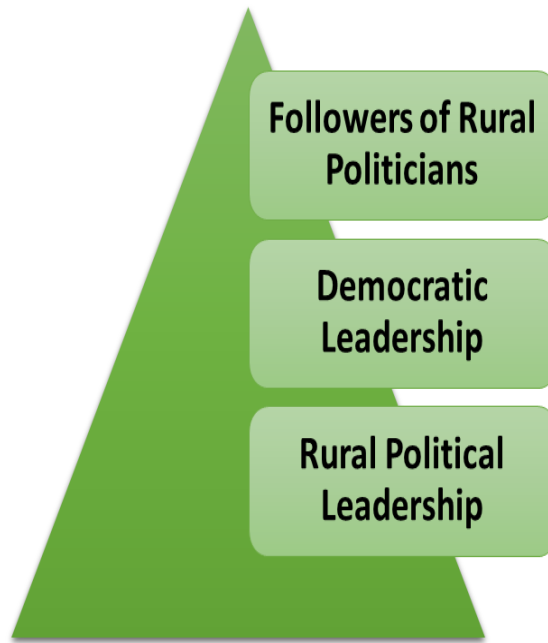 Followers of Rural
Politicians
Democratic
Leadership
Rural Political
Leadership